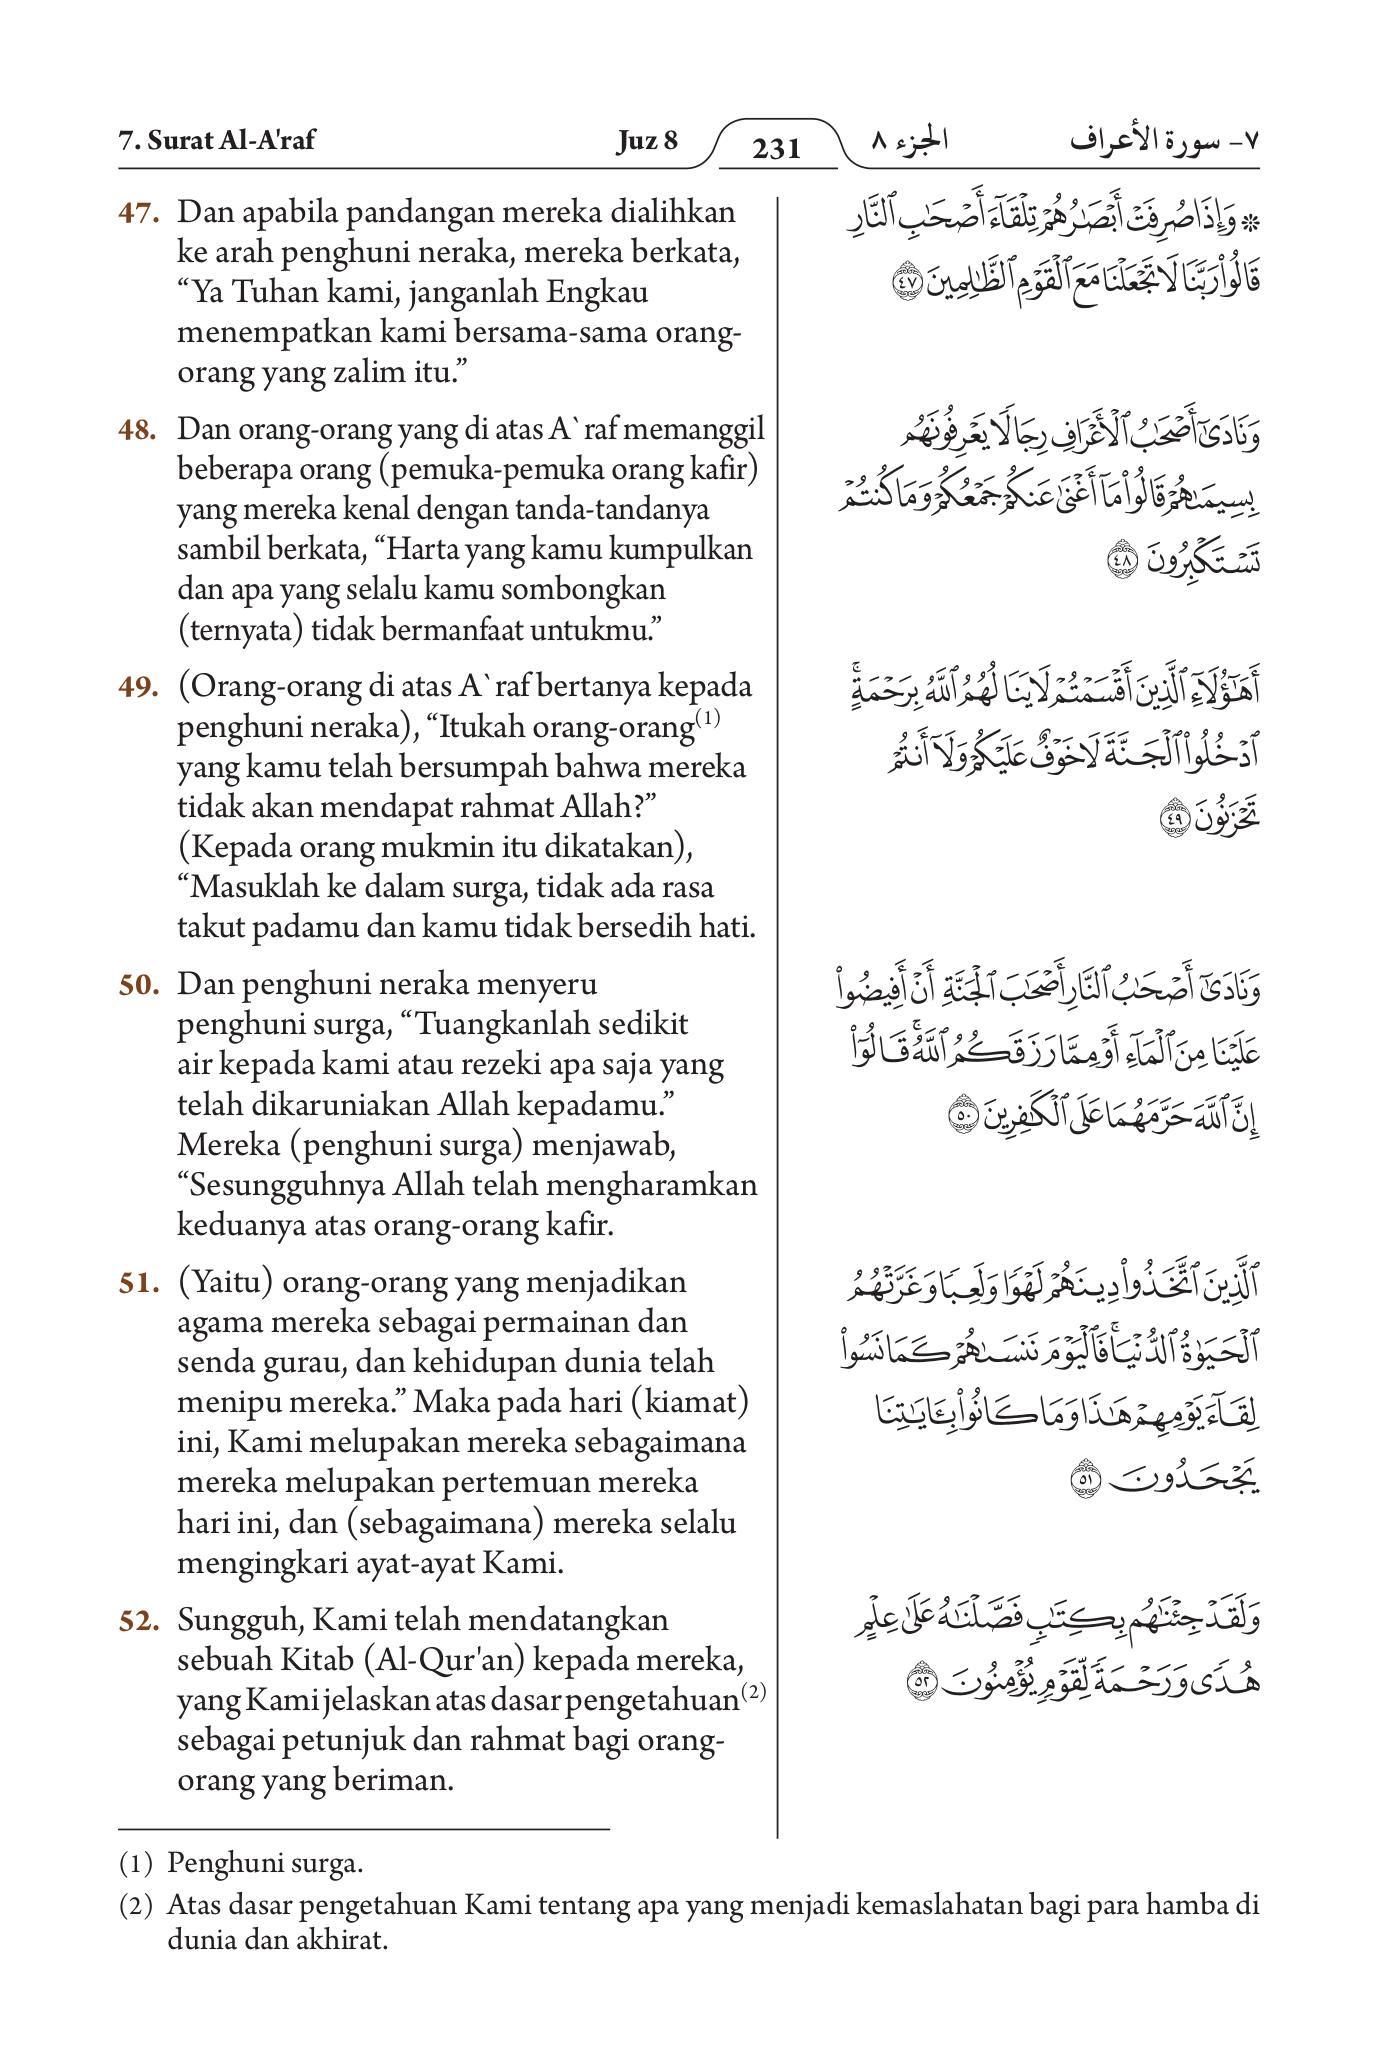 7. Surat Al-A'raf Juz 8 231 الجزء ٨ ٧- سورة الأعراف
47. Dan apabila pandangan mereka dialihkan
ke arah penghuni neraka, mereka berkata,
“Ya Tuhan kami, janganlah Engkau
menempatkan kami bersama-sama orang-
orang yang zalim itu.”
48. Dan orang-orang yang di atas A`raf memanggil
beberapa orang (pemuka-pemuka orang kafir)
yang mereka kenal dengan tanda-tandanya
sambil berkata, “Harta yang kamu kumpulkan
dan apa yang selalu kamu sombongkan
(ternyata) tidak bermanfaat untukmu.”
49. (Orang-orang di atas A`raf bertanya kepada
penghuni neraka), “Itukah orang-orang(1)
yang kamu telah bersumpah bahwa mereka
tidak akan mendapat rahmat Allah?”
(Kepada orang mukmin itu dikatakan),
“Masuklah ke dalam surga, tidak ada rasa
takut padamu dan kamu tidak bersedih hati.
50. Dan penghuni neraka menyeru
penghuni surga, “Tuangkanlah sedikit
air kepada kami atau rezeki apa saja yang
telah dikaruniakan Allah kepadamu.”
Mereka (penghuni surga) menjawab,
“Sesungguhnya Allah telah mengharamkan
keduanya atas orang-orang kafir.
51. (Yaitu) orang-orang yang menjadikan
agama mereka sebagai permainan dan
senda gurau, dan kehidupan dunia telah
menipu mereka.” Maka pada hari (kiamat)
ini, Kami melupakan mereka sebagaimana
mereka melupakan pertemuan mereka
hari ini, dan (sebagaimana) mereka selalu
mengingkari ayat-ayat Kami.
52. Sungguh, Kami telah mendatangkan
sebuah Kitab (Al-Qur'an) kepada mereka,
yang Kami jelaskan atas dasar pengetahuan(2)
sebagai petunjuk dan rahmat bagi orang-
orang yang beriman.
۞ وَإِذَا صُرِفَتْ أَبْصَٰرُهُمْ تِلْقَآءَ أَصْحَٰبِ ٱلنَّارِ
قَالُوا۟ رَبَّنَا لَا تَجْعَلْنَا مَعَ ٱلْقَوْمِ ٱلظَّٰلِمِينَ ٤٧
وَنَادَىٰٓ أَصْحَٰبُ ٱلْأَعْرَافِ رِجَالًا يَعْرِفُونَهُم
بِسِيمَىٰهُمْ قَالُوا۟ مَآ أَغْنَىٰ عَنكُمْ جَمْعُكُمْ وَمَا كُنتُمْ
تَسْتَكْبِرُونَ ٤٨
أَهَٰٓؤُلَآءِ ٱلَّذِينَ أَقْسَمْتُمْ لَا يَنَالُهُمُ ٱللَّهُ بِرَحْمَةٍ ۚ
ٱدْخُلُوا۟ ٱلْجَنَّةَ لَا خَوْفٌ عَلَيْكُمْ وَلَآ أَنتُمْ
تَحْزَنُونَ ٤٩
وَنَادَىٰٓ أَصْحَٰبُ ٱلنَّارِ أَصْحَٰبَ ٱلْجَنَّةِ أَنْ أَفِيضُوا۟
عَلَيْنَا مِنَ ٱلْمَآءِ أَوْ مِمَّا رَزَقَكُمُ ٱللَّهُ ۚ قَالُوٓا۟
إِنَّ ٱللَّهَ حَرَّمَهُمَا عَلَى ٱلْكَٰفِرِينَ ٥٠
ٱلَّذِينَ ٱتَّخَذُوا۟ دِينَهُمْ لَهْوًا وَلَعِبًا وَغَرَّتْهُمُ
ٱلْحَيَوٰةُ ٱلدُّنْيَا ۚ فَٱلْيَوْمَ نَنسَىٰهُمْ كَمَا نَسُوا۟
لِقَآءَ يَوْمِهِمْ هَٰذَا وَمَا كَانُوا۟ بِـَٔايَٰتِنَا
يَجْحَدُونَ ٥١
وَلَقَدْ جِئْنَٰهُم بِكِتَٰبٍ فَصَّلْنَٰهُ عَلَىٰ عِلْمٍ
هُدًى وَرَحْمَةً لِّقَوْمٍ يُؤْمِنُونَ ٥٢
(1) Penghuni surga.
(2) Atas dasar pengetahuan Kami tentang apa yang menjadi kemaslahatan bagi para hamba di
dunia dan akhirat.